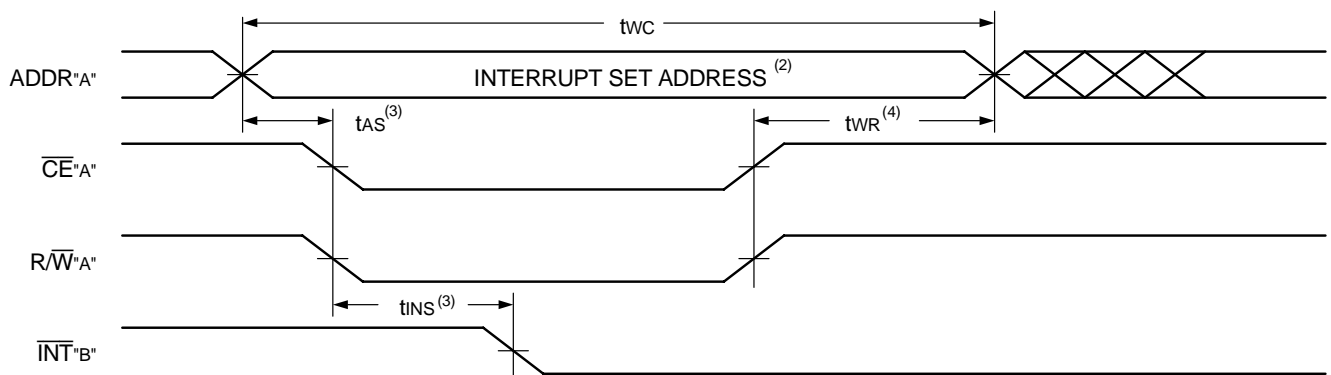 tWC
ADDR"A" INTERRUPT SET ADDRESS (2)
tAS(3) tWR(4)
CE"A"
R/W"A"
tINS(3)
INT"B"